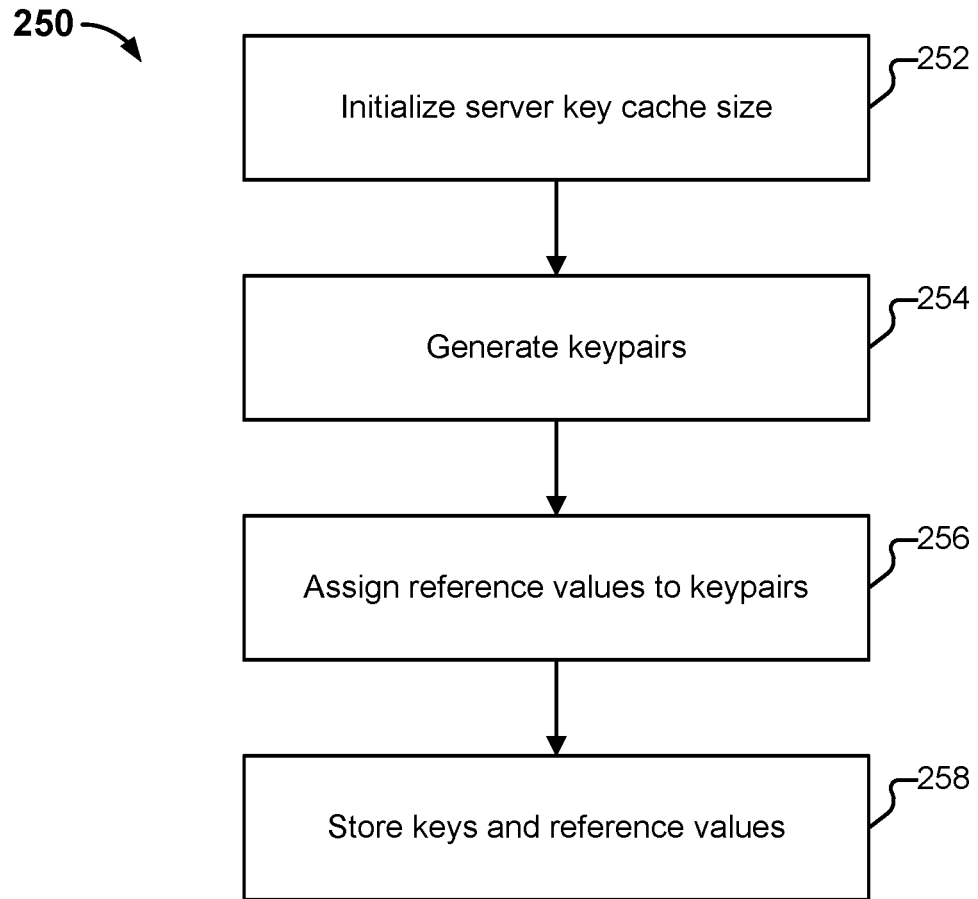 250
Initialize server key cache size
252
Generate keypairs
254
Assign reference values to keypairs
256
Store keys and reference values
258